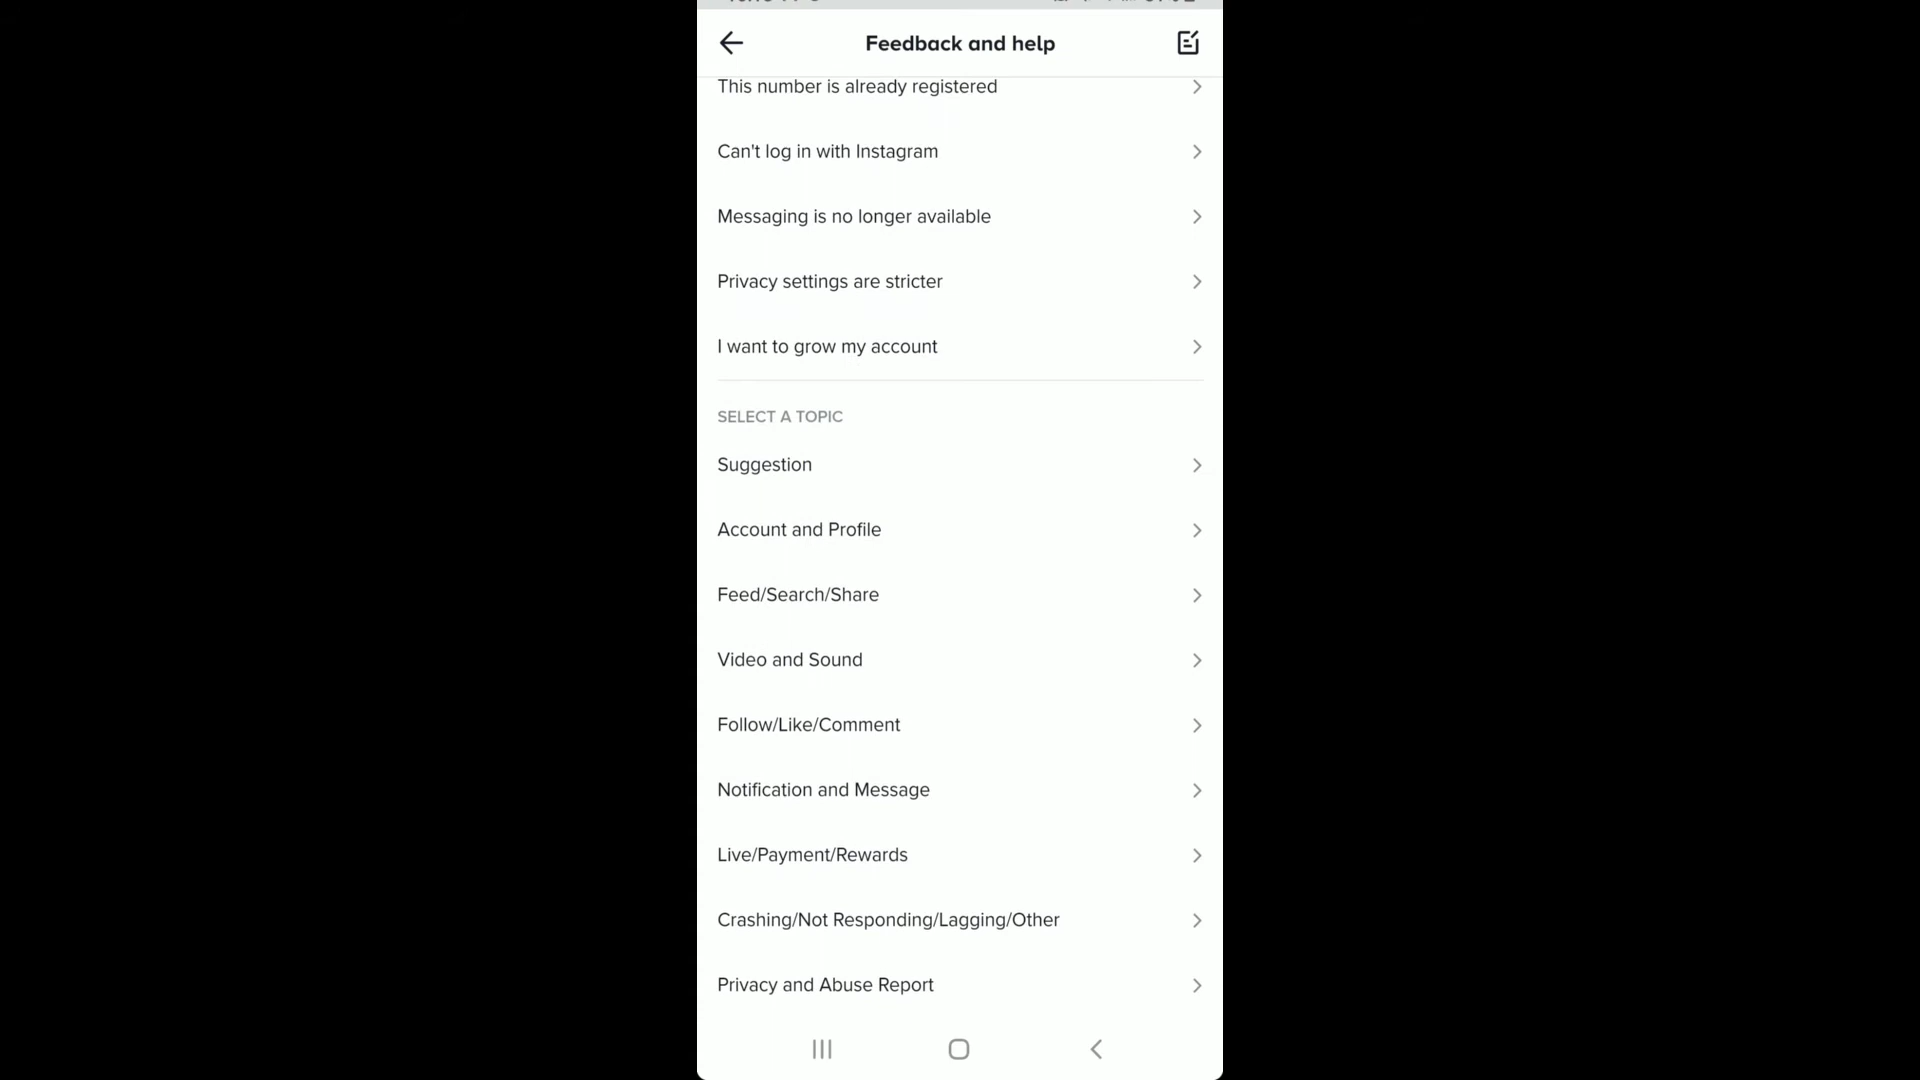 Feedback and help
This number is already registered
Can't log in with Instagram
Messaging is no longer available
Privacy settings are stricter
I want to grow my account
SELECT A TOPIC
Suggestion
Account and Profile
Feed/Search/Share
Video and Sound
Follow/Like/Comment
Notification and Message
Live/Payment/Rewards
Crashing/Not Responding/Lagging/Other
Privacy and Abuse Report